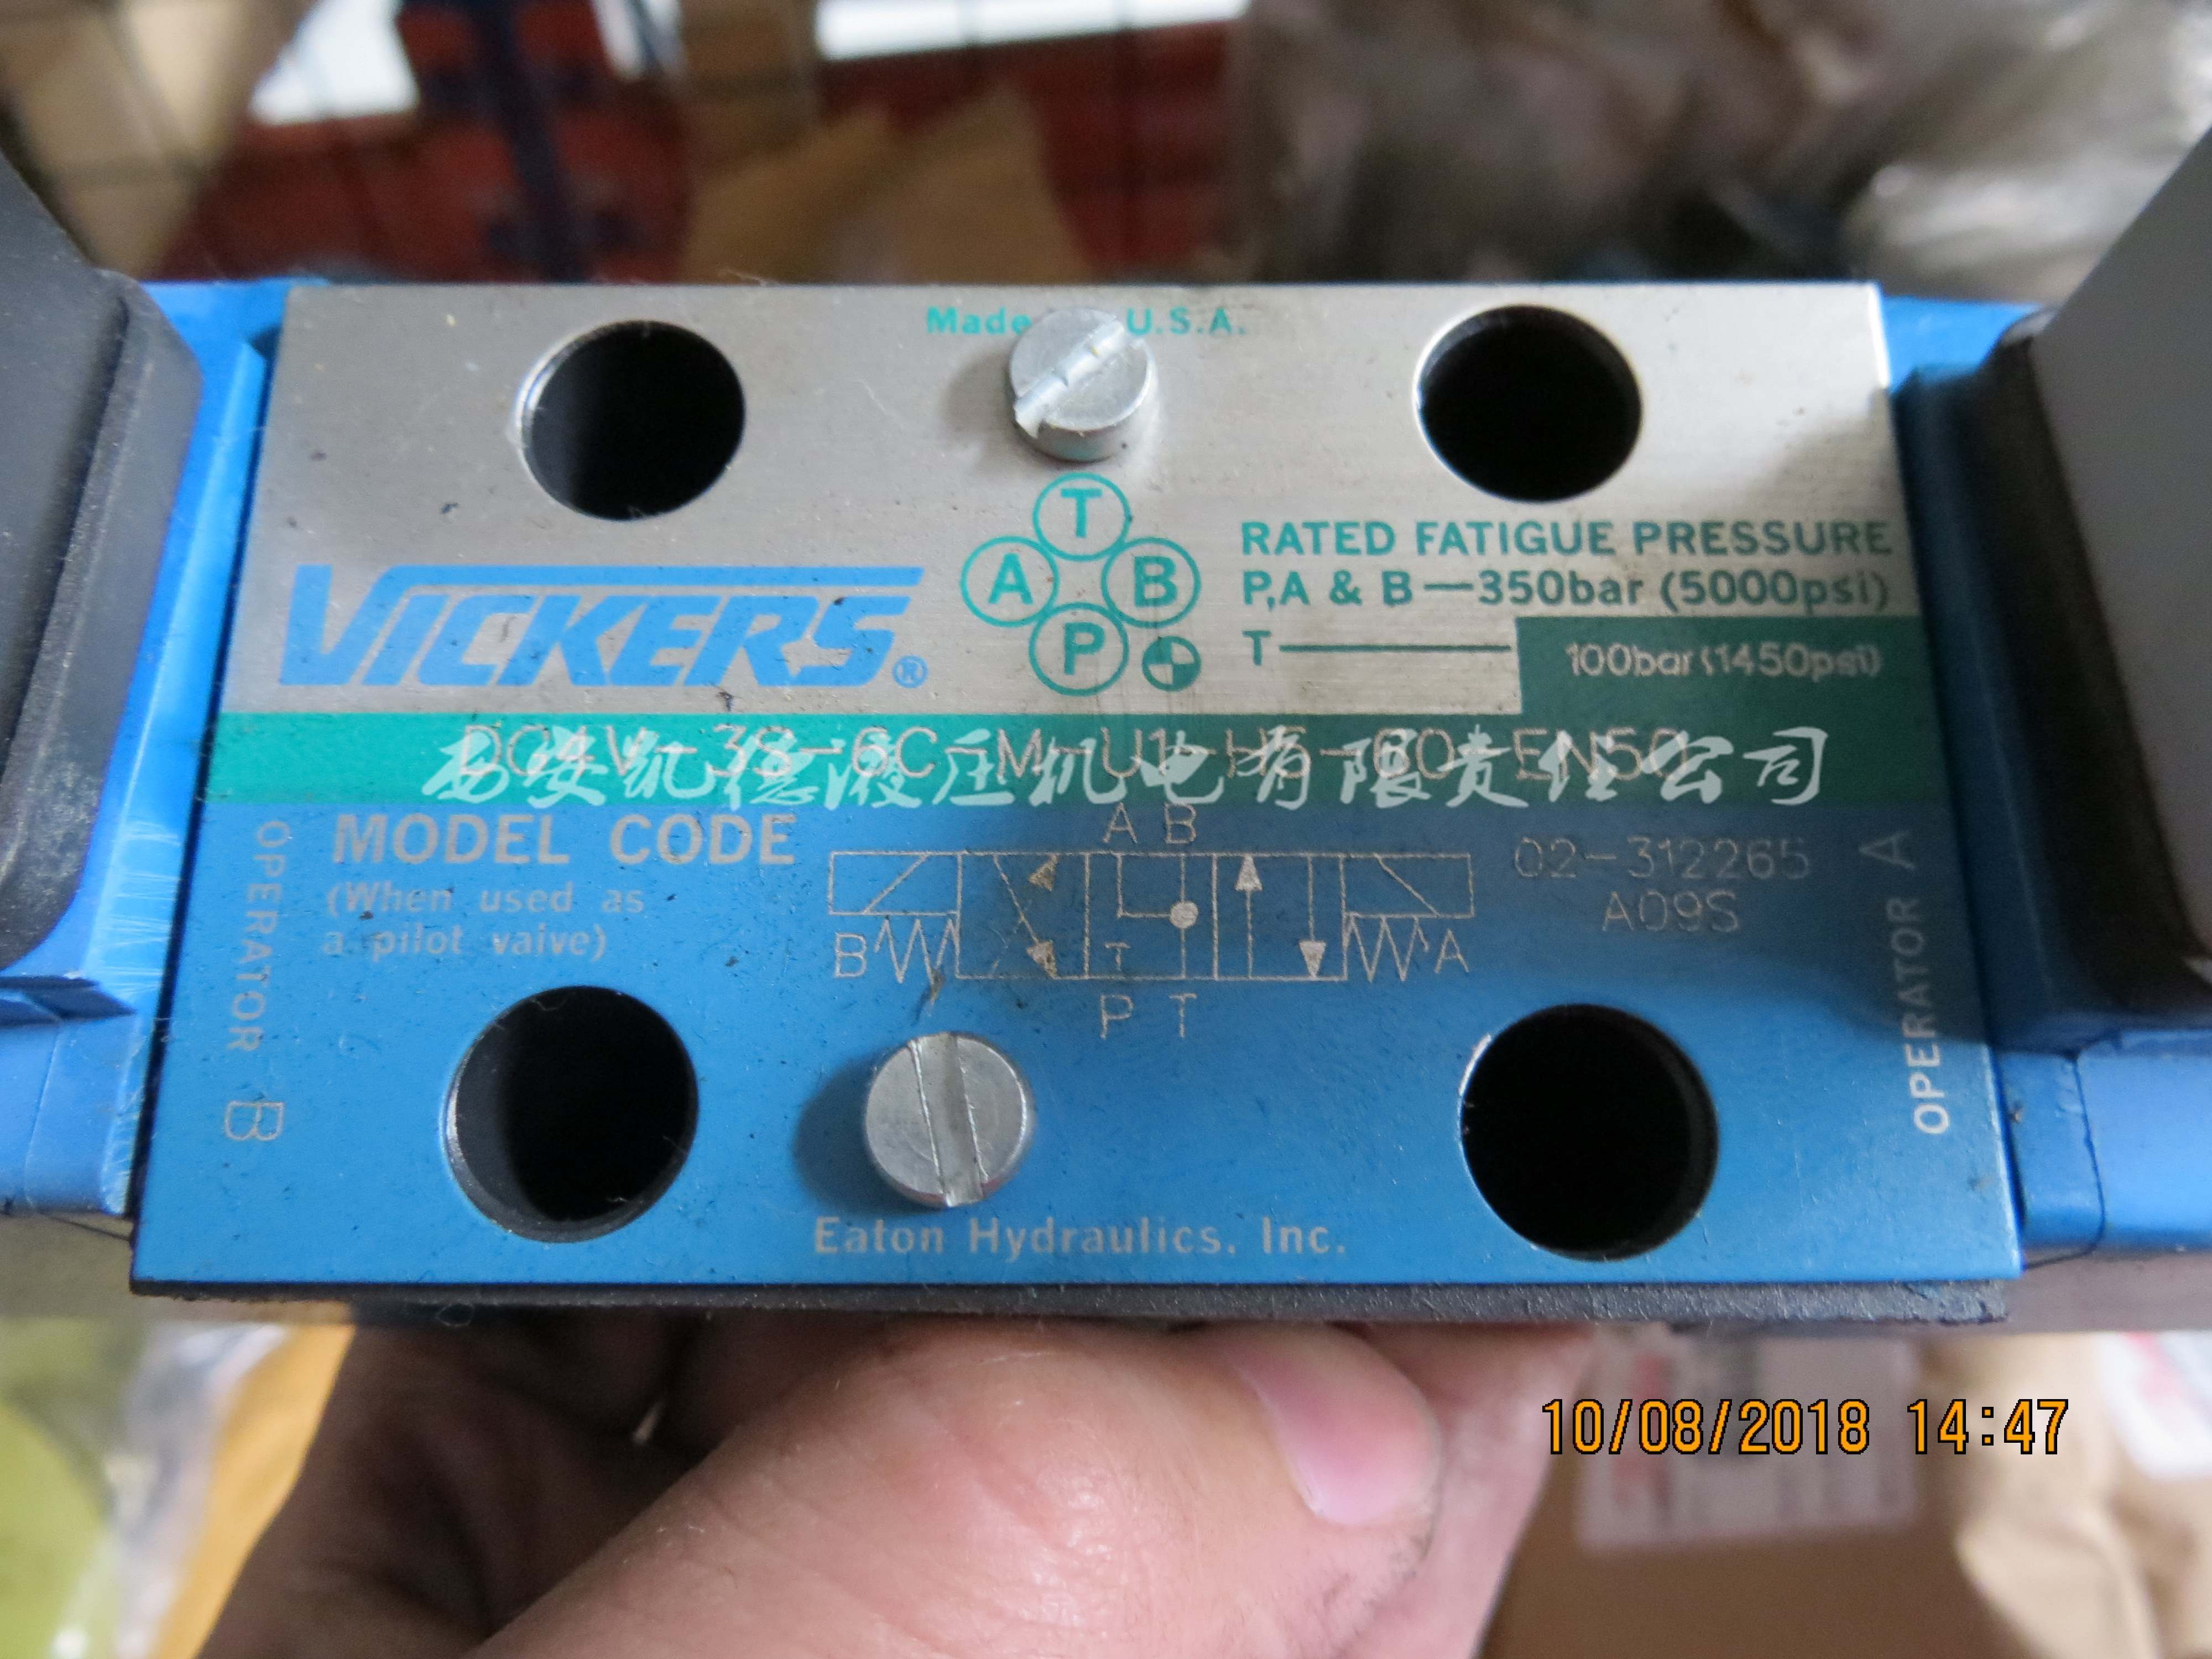 Made U.S.A.
T
A B
P
VICKERS®
RATED FATIGUE PRESSURE
P,A & B—350bar (5000psi)
T— 100bar (1450psi)
西安凯德液压机电有限责任公司
MODEL CODE
(When used as
a pilot valve)
A B
B A
P T
02-312265
A09S
OPERATOR B
OPERATOR A
Eaton Hydraulics, Inc.
10/08/2018 14:47